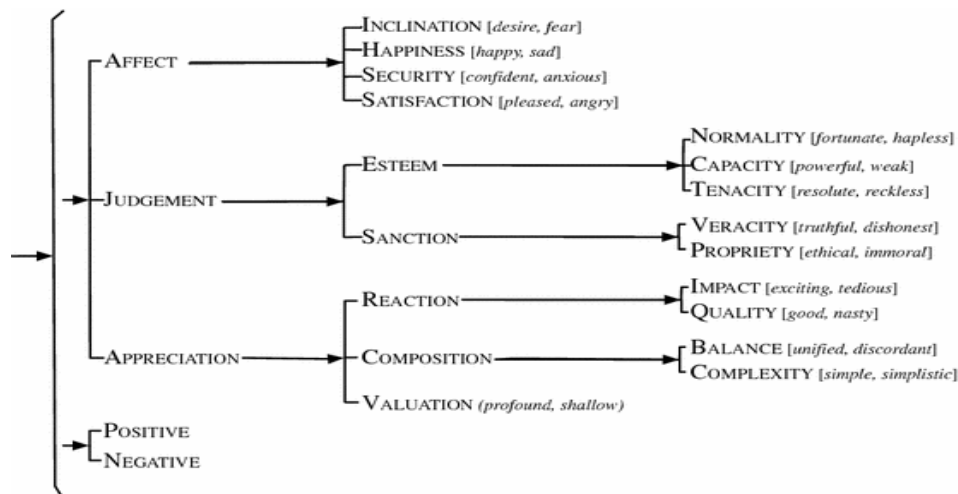 INCLINATION [desire, fear]
HAPPINESS [happy, sad]
AFFECT
SECURITY [confident, anxious]
SATISFACTION [pleased, angry]
NORMALITY [fortunate, hapless]
ESTEEM
CAPACITY [powerful, weak]
TENACITY [resolute, reckless]
JUDGEMENT
VERACITY [truthful, dishonest]
SANCTION
PROPRIETY [ethical, immoral]
IMPACT [exciting, tedious]
REACTION
QUALITY [good, nasty]
BALANCE [unified, discordant]
APPRECIATION
COMPOSITION
COMPLEXITY [simple, simplistic]
VALUATION (profound, shallow)
POSITIVE
NEGATIVE